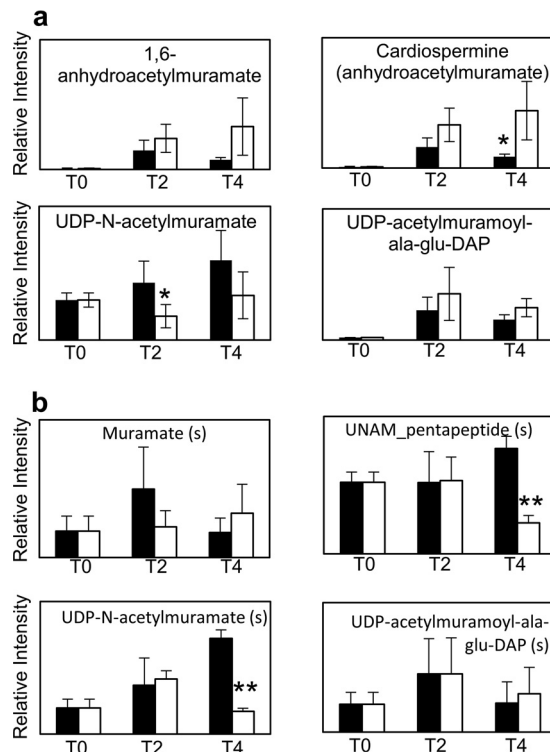 a
1,6-
anhydroacetylmuramate
Relative Intensity
T0 T2 T4
Cardiospermine
(anhydroacetylmuramate)
*
T0 T2 T4
UDP-N-acetylmuramate
Relative Intensity
*
T0 T2 T4
UDP-acetylmuramoyl-
ala-glu-DAP
T0 T2 T4
b
Muramate (s)
Relative Intensity
T0 T2 T4
UNAM_pentapeptide (s)
**
T0 T2 T4
UDP-N-acetylmuramate (s)
Relative Intensity
**
T0 T2 T4
UDP-acetylmuramoyl-ala-
glu-DAP (s)
T0 T2 T4